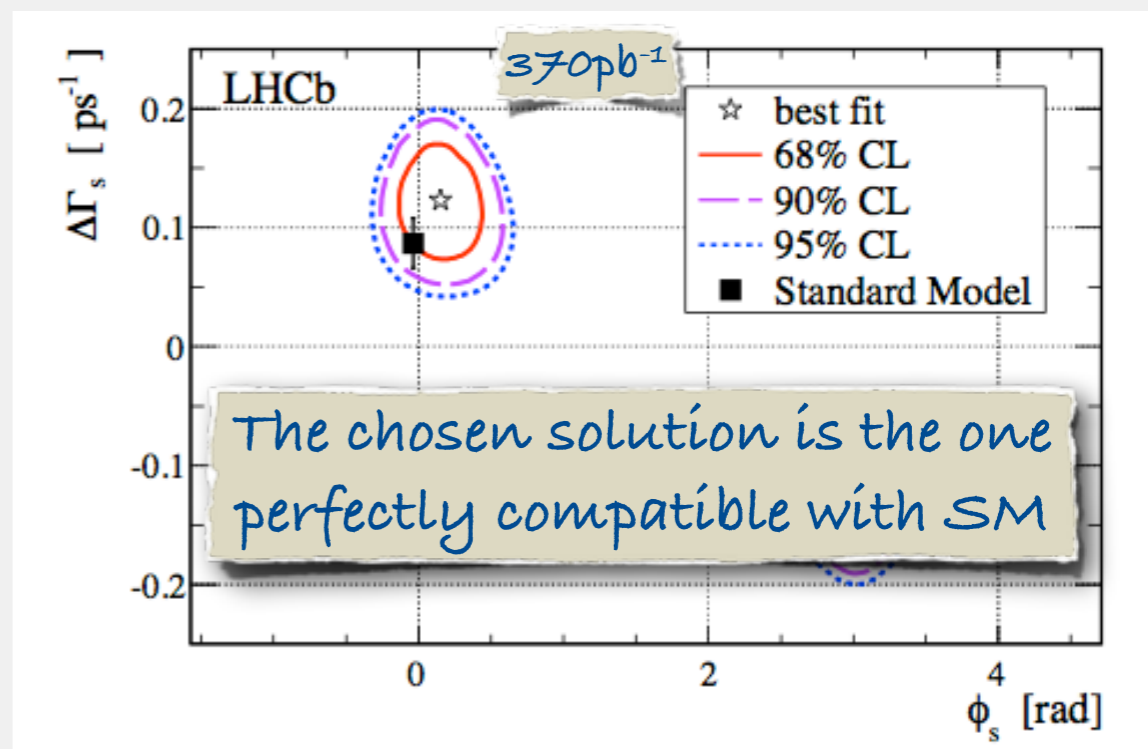 370pb⁻¹
LHCb
ΔΓₛ [ ps⁻¹ ]
0.2
0.1
0
-0.1
-0.2
best fit
68% CL
90% CL
95% CL
Standard Model
The chosen solution is the one
perfectly compatible with SM
0 2 4
ϕₛ [rad]